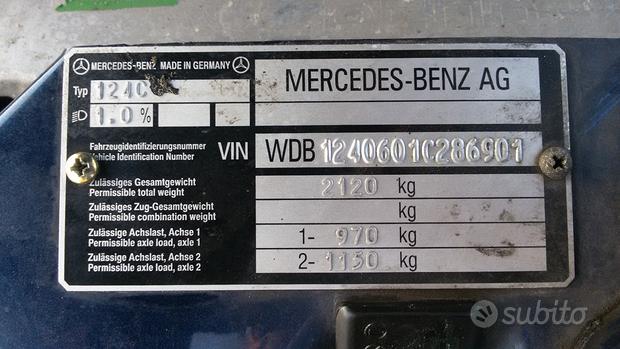 MERCEDES-BENZ MADE IN GERMANY
Typ 124C
1.0 %
MERCEDES-BENZ AG
Fahrzeugidentifizierungsnummer
Vehicle Identification Number
VIN WDB 1240601C286901
Zulässiges Gesamtgewicht
Permissible total weight
2120 kg
Zulässiges Zug-Gesamtgewicht
Permissible combination weight
kg
Zulässige Achslast, Achse 1
Permissible axle load, axle 1
1- 970 kg
Zulässige Achslast, Achse 2
Permissible axle load, axle 2
2- 1150 kg
subito